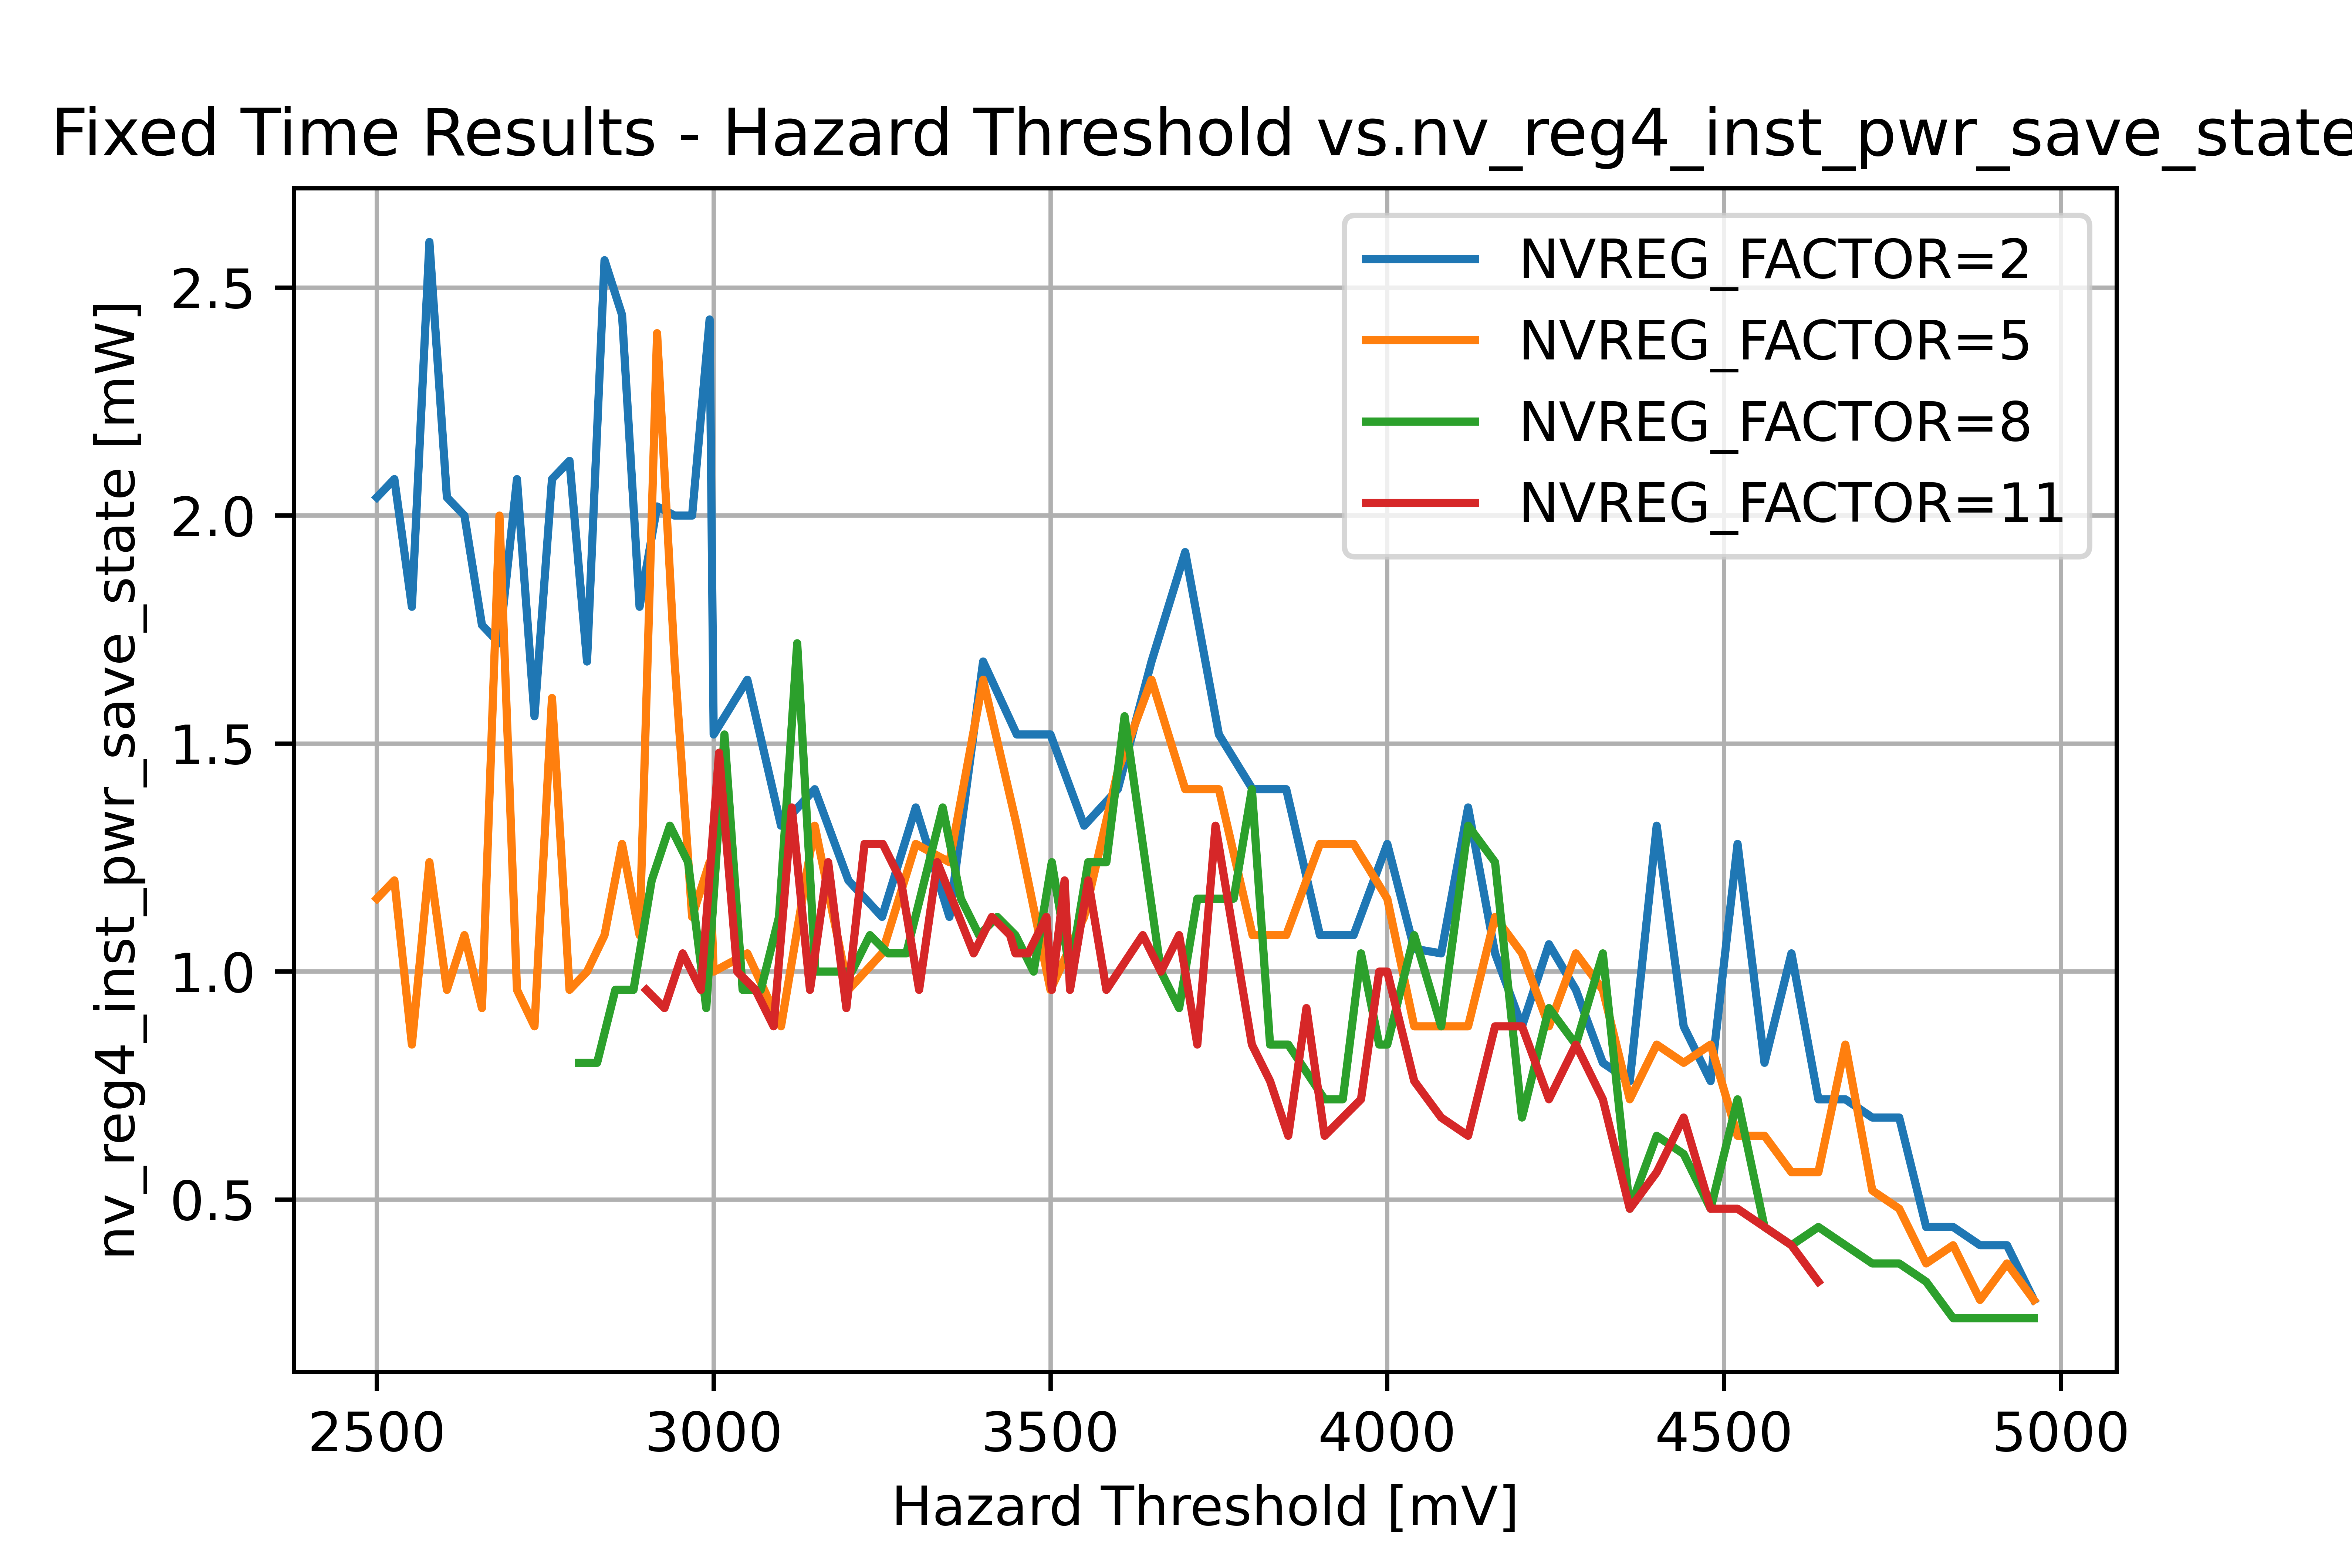 Fixed Time Results - Hazard Threshold vs.nv_reg4_inst_pwr_save_state
nv_reg4_inst_pwr_save_state [mW]
2.5
2.0
1.5
1.0
0.5
NVREG_FACTOR=2
NVREG_FACTOR=5
NVREG_FACTOR=8
NVREG_FACTOR=11
2500 3000 3500 4000 4500 5000
Hazard Threshold [mV]